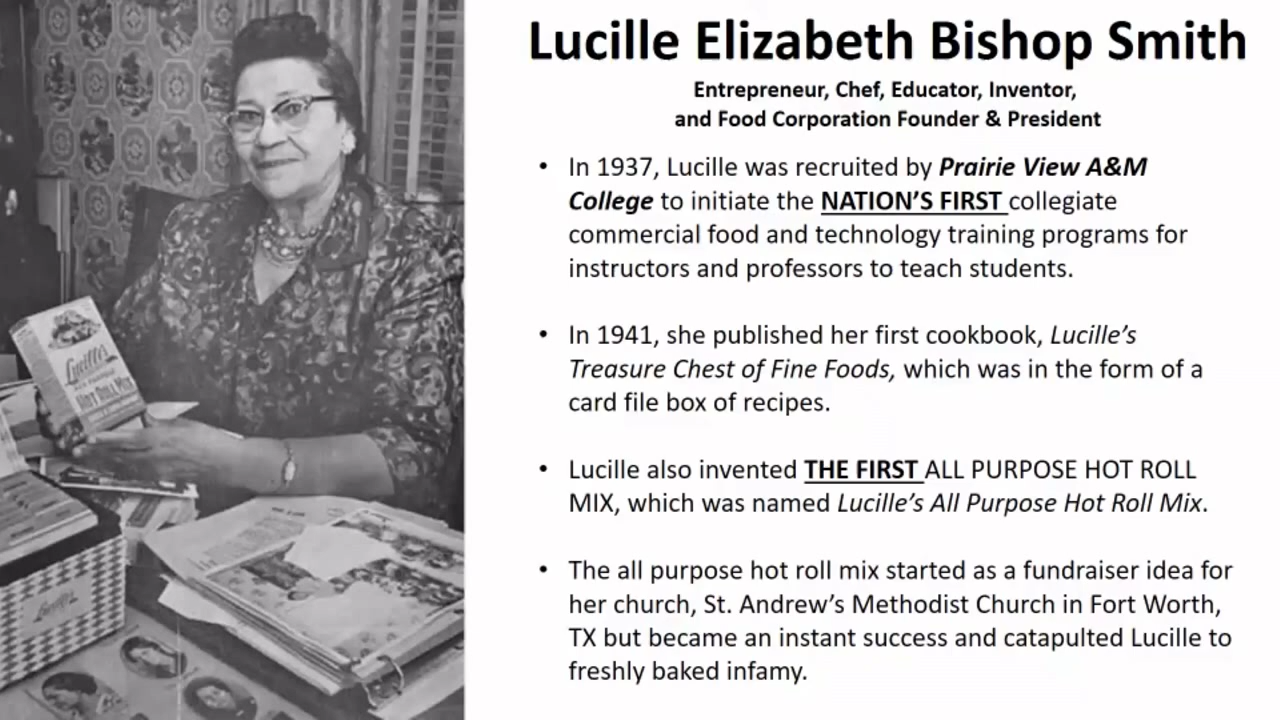 Lucille Elizabeth Bishop Smith
Entrepreneur, Chef, Educator, Inventor,
and Food Corporation Founder & President
• In 1937, Lucille was recruited by Prairie View A&M
College to initiate the NATION'S FIRST collegiate
commercial food and technology training programs for
instructors and professors to teach students.
• In 1941, she published her first cookbook, Lucille's
Treasure Chest of Fine Foods, which was in the form of a
card file box of recipes.
• Lucille also invented THE FIRST ALL PURPOSE HOT ROLL
MIX, which was named Lucille's All Purpose Hot Roll Mix.
• The all purpose hot roll mix started as a fundraiser idea for
her church, St. Andrew's Methodist Church in Fort Worth,
TX but became an instant success and catapulted Lucille to
freshly baked infamy.
Lucille's
ALL PURPOSE
HOT ROLL MIX
Lucille's